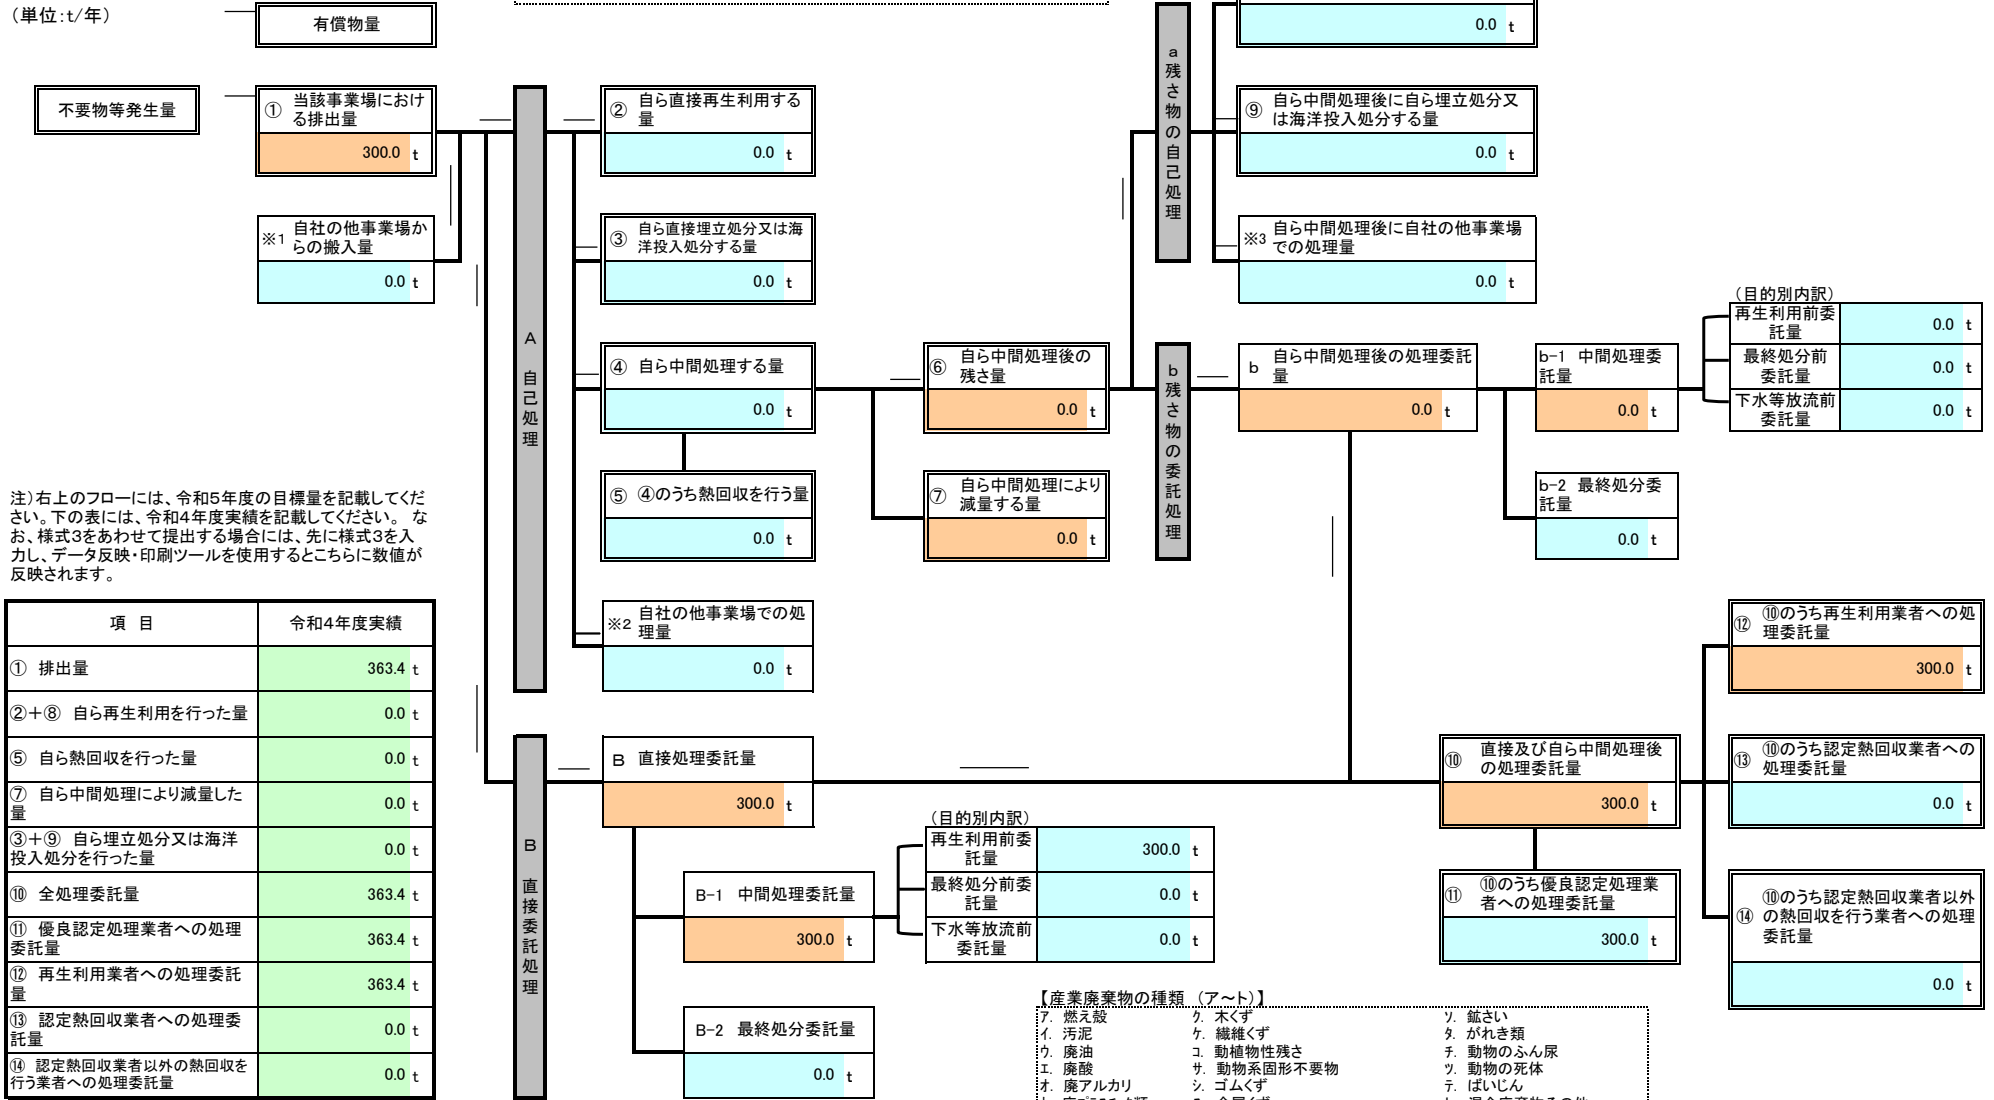 （単位:t/年）
有償物量
0.0 t
不要物等発生量
① 当該事業場におけ
る排出量
300.0 t
※1 自社の他事業場か
らの搬入量
0.0 t
A 自己処理
② 自ら直接再生利用する
量
0.0 t
③ 自ら直接埋立処分又は海
洋投入処分する量
0.0 t
④ 自ら中間処理する量
0.0 t
⑤ ④のうち熱回収を行う量
0.0 t
※2 自社の他事業場での処
理量
0.0 t
⑥ 自ら中間処理後の
残さ量
0.0 t
⑦ 自ら中間処理により
減量する量
0.0 t
a 残さ物の自己処理
⑨ 自ら中間処理後に自ら埋立処分又
は海洋投入処分する量
0.0 t
※3 自ら中間処理後に自社の他事業場
での処理量
0.0 t
b 残さ物の委託処理
b 自ら中間処理後の処理委託
量
0.0 t
b-1 中間処理委
託量
0.0 t
b-2 最終処分委
託量
0.0 t
（目的別内訳）
再生利用前委
託量
0.0 t
最終処分前
委託量
0.0 t
下水等放流前
委託量
0.0 t
注）右上のフローには、令和5年度の目標量を記載してくだ
さい。下の表には、令和4年度実績を記載してください。 な
お、様式3をあわせて提出する場合には、先に様式3を入
力し、データ反映・印刷ツールを使用するとこちらに数値が
反映されます。
項 目 令和4年度実績
① 排出量 363.4 t
②+⑧ 自ら再生利用を行った量 0.0 t
⑤ 自ら熱回収を行った量 0.0 t
⑦ 自ら中間処理により減量した
量 0.0 t
③+⑨ 自ら埋立処分又は海洋
投入処分を行った量 0.0 t
⑩ 全処理委託量 363.4 t
⑪ 優良認定処理業者への処理
委託量 363.4 t
⑫ 再生利用業者への処理委託
量 363.4 t
⑬ 認定熱回収業者への処理委
託量 0.0 t
⑭ 認定熱回収業者以外の熱回収を
行う業者への処理委託量 0.0 t
B 直接委託処理
B 直接処理委託量
300.0 t
B-1 中間処理委託量
300.0 t
B-2 最終処分委託量
0.0 t
（目的別内訳）
再生利用前委
託量
300.0 t
最終処分前委
託量
0.0 t
下水等放流前
委託量
0.0 t
⑩ 直接及び自ら中間処理後
の処理委託量
300.0 t
⑪ ⑩のうち優良認定処理業
者への処理委託量
300.0 t
⑫ ⑩のうち再生利用業者への処
理委託量
300.0 t
⑬ ⑩のうち認定熱回収業者への
処理委託量
0.0 t
⑭ ⑩のうち認定熱回収業者以外
の熱回収を行う業者への処理
委託量
0.0 t
【産業廃棄物の種類 （ア～ト）】
ア. 燃え殻 ク. 木くず ソ. 鉱さい
イ. 汚泥 ケ. 繊維くず タ. がれき類
ウ. 廃油 コ. 動植物性残さ チ. 動物のふん尿
エ. 廃酸 サ. 動物系固形不要物 ツ. 動物の死体
オ. 廃アルカリ シ. ゴムくず テ. ばいじん